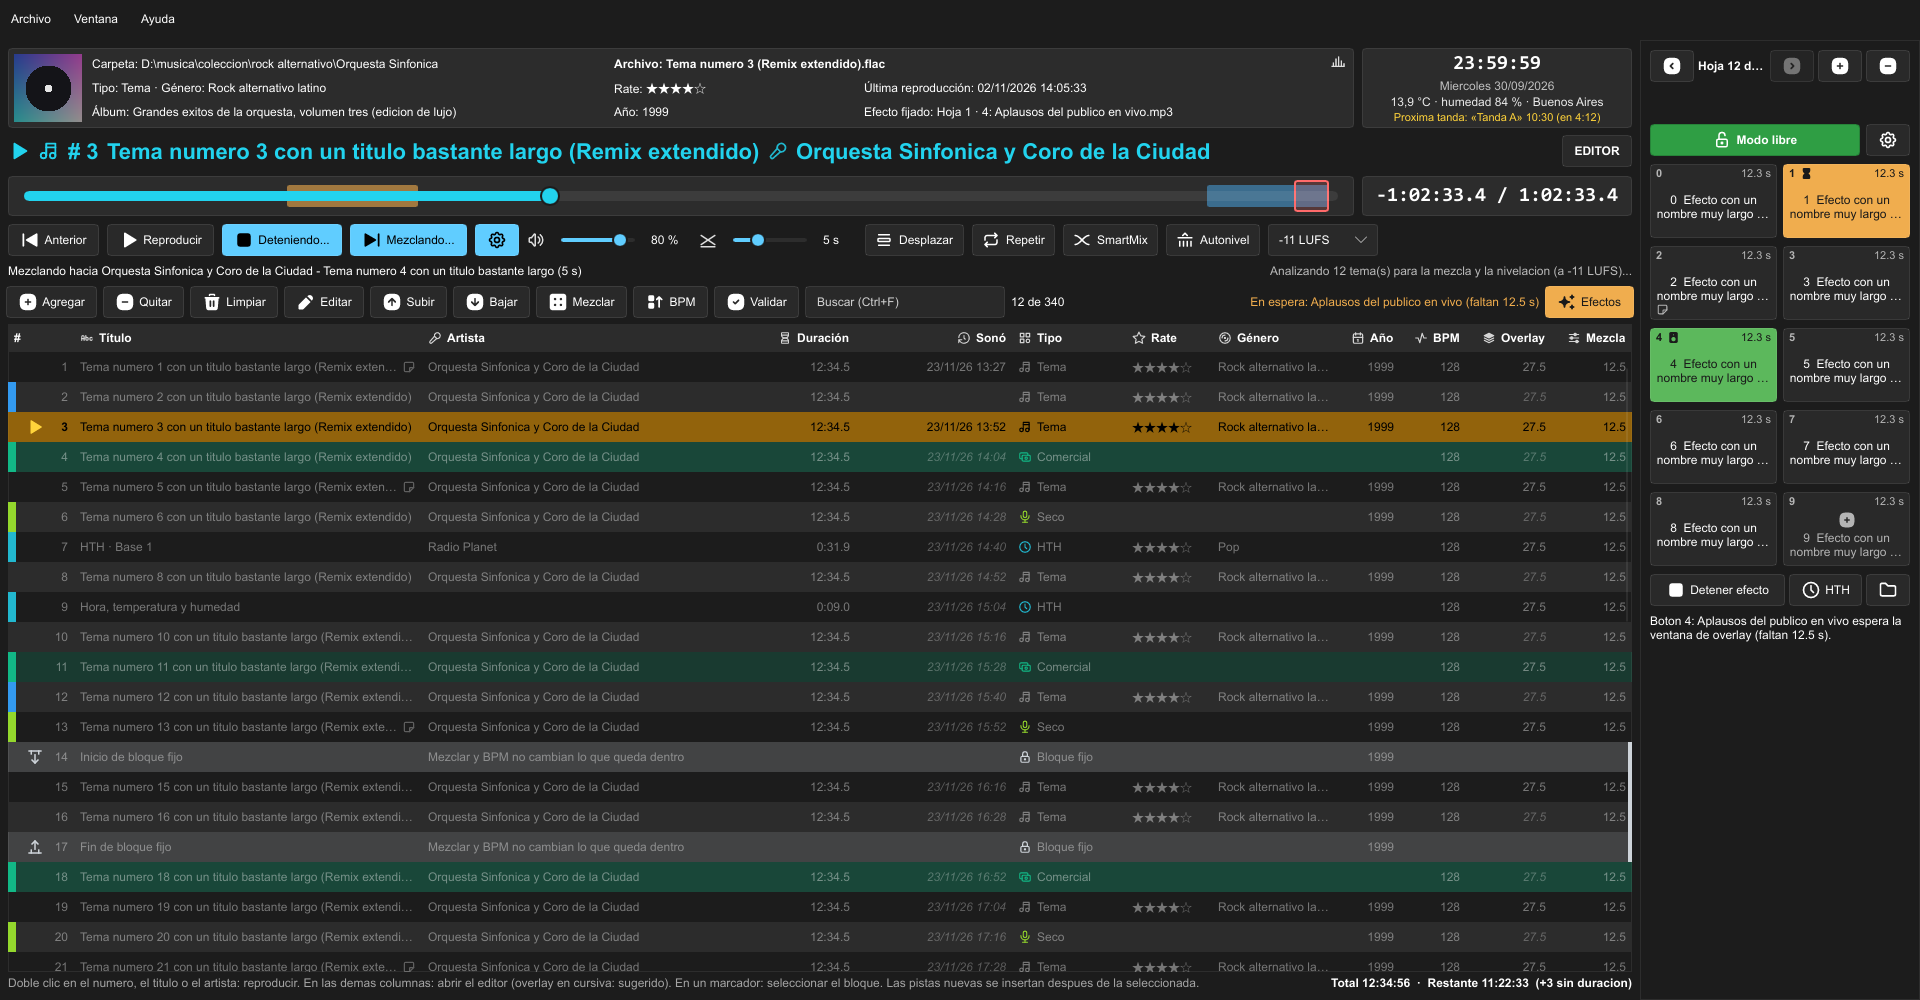 Archivo Ventana Ayuda
Carpeta: D:\musica\coleccion\rock alternativo\Orquesta Sinfonica
Archivo: Tema numero 3 (Remix extendido).flac
Tipo: Tema · Género: Rock alternativo latino
Rate: ★★★★☆
Última reproducción: 02/11/2026 14:05:33
Álbum: Grandes exitos de la orquesta, volumen tres (edicion de lujo)
Año: 1999
Efecto fijado: Hoja 1 · 4: Aplausos del publico en vivo.mp3
23:59:59
Miercoles 30/09/2026
13,9 °C · humedad 84 % · Buenos Aires
Proxima tanda: «Tanda A» 10:30 (en 4:12)
# 3 Tema numero 3 con un titulo bastante largo (Remix extendido) Orquesta Sinfonica y Coro de la Ciudad
EDITOR
-1:02:33.4 / 1:02:33.4
Anterior Reproducir Deteniendo... Mezclando... 80 % 5 s Desplazar Repetir SmartMix Autonivel -11 LUFS
Mezclando hacia Orquesta Sinfonica y Coro de la Ciudad - Tema numero 4 con un titulo bastante largo (5 s)
Analizando 12 tema(s) para la mezcla y la nivelacion (a -11 LUFS)...
Agregar Quitar Limpiar Editar Subir Bajar Mezclar BPM Validar Buscar (Ctrl+F) 12 de 340
En espera: Aplausos del publico en vivo (faltan 12.5 s) Efectos
# Abc Título Artista Duración Sonó Tipo Rate Género Año BPM Overlay Mezcla
1 Tema numero 1 con un titulo bastante largo (Remix exten... Orquesta Sinfonica y Coro de la Ciudad 12:34.5 23/11/26 13:27 Tema ★★★★☆ Rock alternativo la... 1999 128 27.5 12.5
2 Tema numero 2 con un titulo bastante largo (Remix extendido) Orquesta Sinfonica y Coro de la Ciudad 12:34.5 Tema ★★★★☆ Rock alternativo la... 1999 128 27.5 12.5
3 Tema numero 3 con un titulo bastante largo (Remix extendido) Orquesta Sinfonica y Coro de la Ciudad 12:34.5 23/11/26 13:52 Tema ★★★★☆ Rock alternativo la... 1999 128 27.5 12.5
4 Tema numero 4 con un titulo bastante largo (Remix extendido) Orquesta Sinfonica y Coro de la Ciudad 12:34.5 23/11/26 14:04 Comercial 128 27.5 12.5
5 Tema numero 5 con un titulo bastante largo (Remix exten... Orquesta Sinfonica y Coro de la Ciudad 12:34.5 23/11/26 14:16 Tema ★★★★☆ Rock alternativo la... 1999 128 27.5 12.5
6 Tema numero 6 con un titulo bastante largo (Remix extendido) Orquesta Sinfonica y Coro de la Ciudad 12:34.5 23/11/26 14:28 Seco 1999 128 27.5 12.5
7 HTH · Base 1 Radio Planet 0:31.9 23/11/26 14:40 HTH ★★★★☆ Pop 128 27.5 12.5
8 Tema numero 8 con un titulo bastante largo (Remix extendido) Orquesta Sinfonica y Coro de la Ciudad 12:34.5 23/11/26 14:52 Tema ★★★★☆ Rock alternativo la... 1999 128 27.5 12.5
9 Hora, temperatura y humedad 0:09.0 23/11/26 15:04 HTH 128 27.5 12.5
10 Tema numero 10 con un titulo bastante largo (Remix extendi... Orquesta Sinfonica y Coro de la Ciudad 12:34.5 23/11/26 15:16 Tema ★★★★☆ Rock alternativo la... 1999 128 27.5 12.5
11 Tema numero 11 con un titulo bastante largo (Remix extendi... Orquesta Sinfonica y Coro de la Ciudad 12:34.5 23/11/26 15:28 Comercial 128 27.5 12.5
12 Tema numero 12 con un titulo bastante largo (Remix extendi... Orquesta Sinfonica y Coro de la Ciudad 12:34.5 23/11/26 15:40 Tema ★★★★☆ Rock alternativo la... 1999 128 27.5 12.5
13 Tema numero 13 con un titulo bastante largo (Remix exte... Orquesta Sinfonica y Coro de la Ciudad 12:34.5 23/11/26 15:52 Seco 1999 128 27.5 12.5
14 Inicio de bloque fijo Mezclar y BPM no cambian lo que queda dentro Bloque fijo 1999
15 Tema numero 15 con un titulo bastante largo (Remix extendi... Orquesta Sinfonica y Coro de la Ciudad 12:34.5 23/11/26 16:16 Tema ★★★★☆ Rock alternativo la... 1999 128 27.5 12.5
16 Tema numero 16 con un titulo bastante largo (Remix extendi... Orquesta Sinfonica y Coro de la Ciudad 12:34.5 23/11/26 16:28 Tema ★★★★☆ Rock alternativo la... 1999 128 27.5 12.5
17 Fin de bloque fijo Mezclar y BPM no cambian lo que queda dentro Bloque fijo 1999
18 Tema numero 18 con un titulo bastante largo (Remix extendi... Orquesta Sinfonica y Coro de la Ciudad 12:34.5 23/11/26 16:52 Comercial 128 27.5 12.5
19 Tema numero 19 con un titulo bastante largo (Remix extendi... Orquesta Sinfonica y Coro de la Ciudad 12:34.5 23/11/26 17:04 Tema ★★★★☆ Rock alternativo la... 1999 128 27.5 12.5
20 Tema numero 20 con un titulo bastante largo (Remix extendi... Orquesta Sinfonica y Coro de la Ciudad 12:34.5 23/11/26 17:16 Seco 1999 128 27.5 12.5
21 Tema numero 21 con un titulo bastante largo (Remix exte... Orquesta Sinfonica y Coro de la Ciudad 12:34.5 23/11/26 17:28 Tema ★★★★☆ Rock alternativo la... 1999 128 27.5 12.5
Doble clic en el numero, el titulo o el artista: reproducir. En las demas columnas: abrir el editor (overlay en cursiva: sugerido). En un marcador: seleccionar el bloque. Las pistas nuevas se insertan despues de la seleccionada.
Total 12:34:56 · Restante 11:22:33 (+3 sin duracion)
Hoja 12 d...
Modo libre
0 12.3 s
0 Efecto con un
nombre muy largo ...
1 12.3 s
1 Efecto con un
nombre muy largo ...
2 12.3 s
2 Efecto con un
nombre muy largo ...
3 12.3 s
3 Efecto con un
nombre muy largo ...
4 12.3 s
4 Efecto con un
nombre muy largo ...
5 12.3 s
5 Efecto con un
nombre muy largo ...
6 12.3 s
6 Efecto con un
nombre muy largo ...
7 12.3 s
7 Efecto con un
nombre muy largo ...
8 12.3 s
8 Efecto con un
nombre muy largo ...
9 12.3 s
9 Efecto con un
nombre muy largo ...
Detener efecto HTH
Boton 4: Aplausos del publico en vivo espera la
ventana de overlay (faltan 12.5 s).